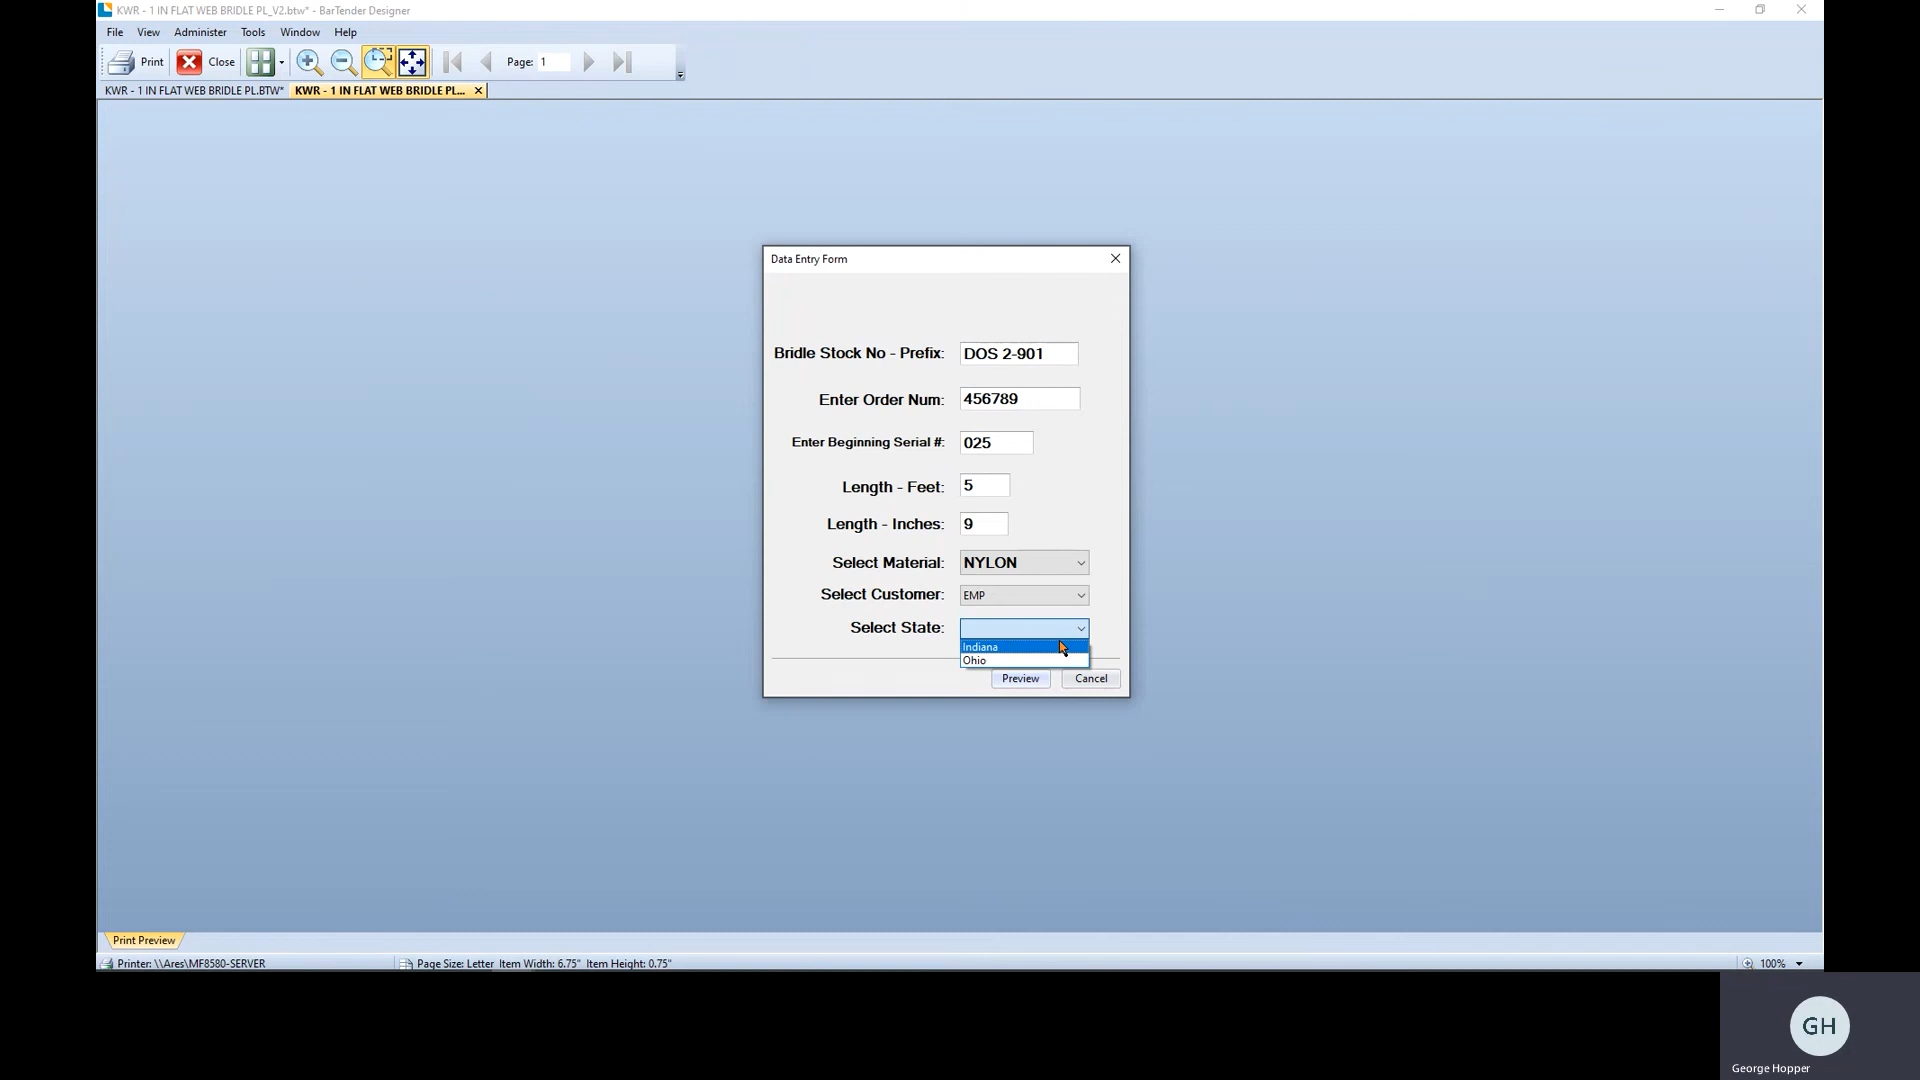 KWR - 1 IN FLAT WEB BRIDLE PL_V2.btw* - BarTender Designer
File View Administer Tools Window Help
Print Close Page: 1
KWR - 1 IN FLAT WEB BRIDLE PL.BTW* KWR - 1 IN FLAT WEB BRIDLE PL...
Data Entry Form
Bridle Stock No - Prefix: DOS 2-901
Enter Order Num: 456789
Enter Beginning Serial #: 025
Length - Feet: 5
Length - Inches: 9
Select Material: NYLON
Select Customer: EMP
Select State:
Indiana
Ohio
Preview Cancel
Print Preview
Printer: \\Ares\MF8580-SERVER Page Size: Letter Item Width: 6.75" Item Height: 0.75" 100%
GH
George Hopper